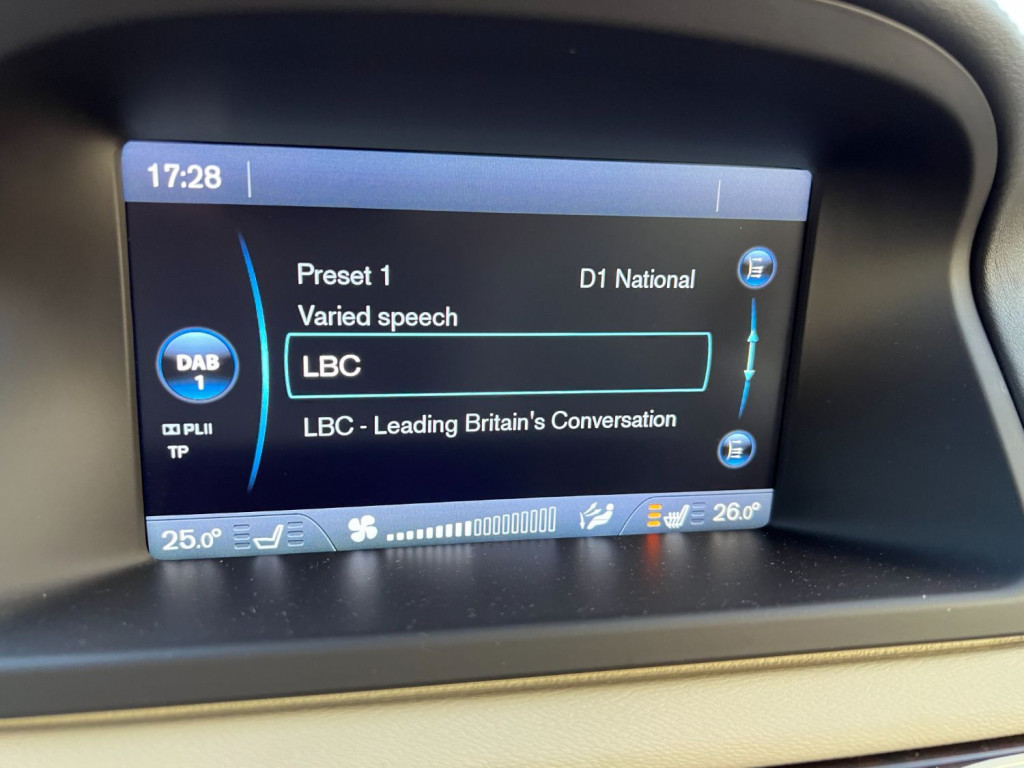 17:28
Preset 1 D1 National
Varied speech
LBC
LBC - Leading Britain's Conversation
DAB
1
PLII
TP
25.0° 26.0°